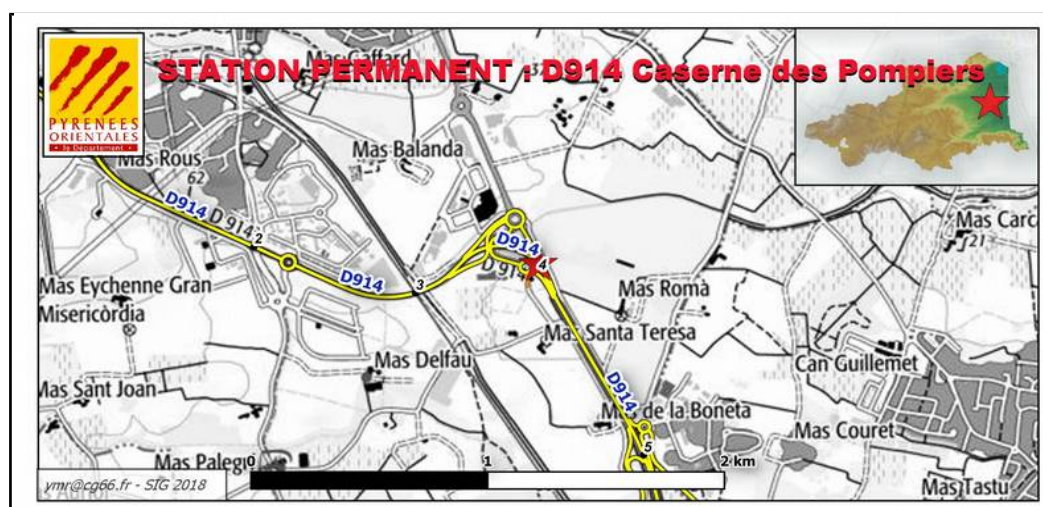 STATION PERMANENT : D914 Caserne des Pompiers
PYRENEES
ORIENTALES
le Département
Mas Gaffard
Mas Rous
62
Mas Balanda
D914
D 914
2
D914
3
D914
D 914
4
Mas Carc
21
Mas Eychenne Gran
Misericòrdia
Mas Romà
Mas Santa Teresa
Mas Delfau
Can Guillemet
Mas Sant Joan
D914
Mas de la Boneta
Mas Couret
5
Mas Palegry
0
1
2 km
ymr@cg66.fr - SIG 2018
Mas Tastu